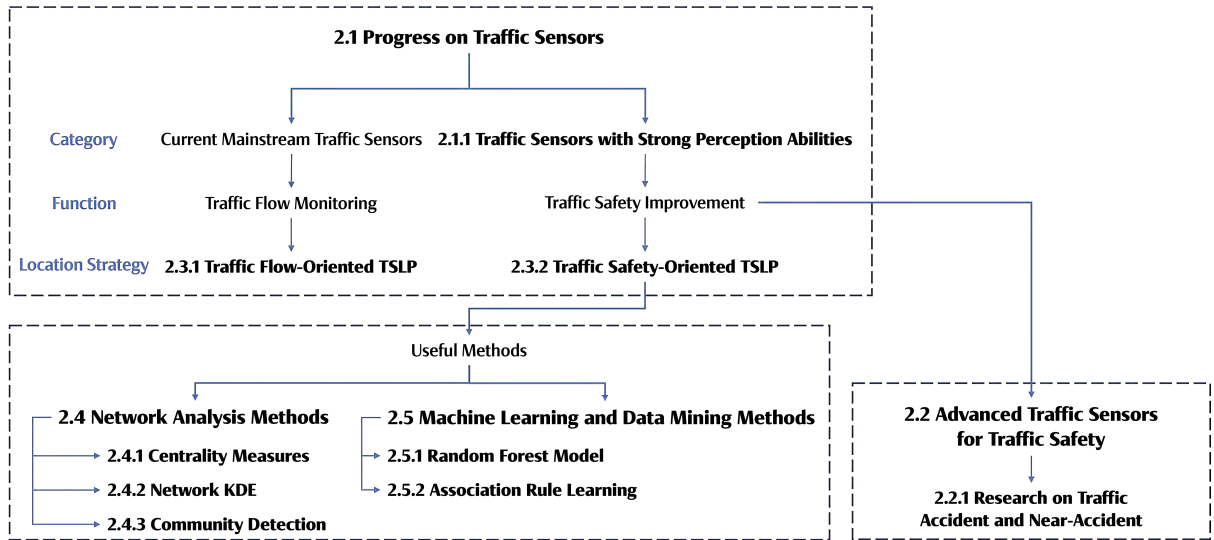 2.1 Progress on Traffic Sensors
Category
Current Mainstream Traffic Sensors
2.1.1 Traffic Sensors with Strong Perception Abilities
Function
Traffic Flow Monitoring
Traffic Safety Improvement
Location Strategy
2.3.1 Traffic Flow-Oriented TSLP
2.3.2 Traffic Safety-Oriented TSLP
Useful Methods
2.4 Network Analysis Methods
2.4.1 Centrality Measures
2.4.2 Network KDE
2.4.3 Community Detection
2.5 Machine Learning and Data Mining Methods
2.5.1 Random Forest Model
2.5.2 Association Rule Learning
2.2 Advanced Traffic Sensors
for Traffic Safety
2.2.1 Research on Traffic
Accident and Near-Accident